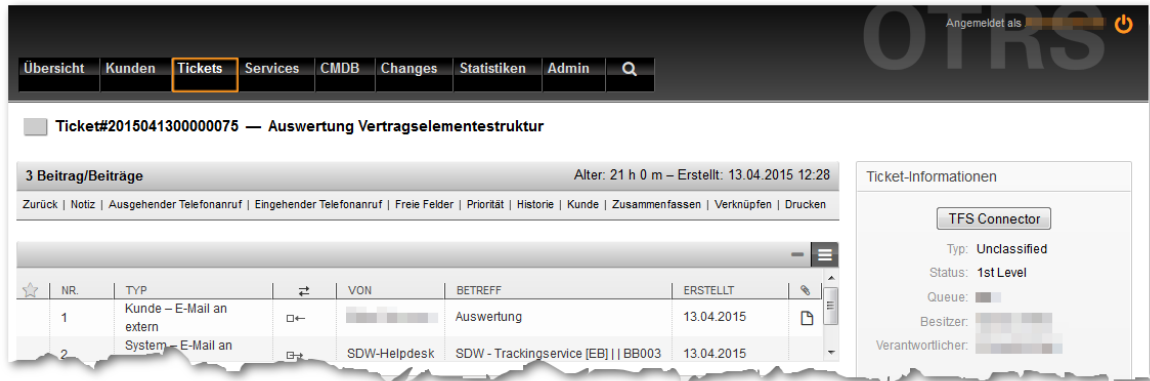 OTRS
Angemeldet als
Übersicht Kunden Tickets Services CMDB Changes Statistiken Admin
Ticket#2015041300000075 — Auswertung Vertragselementestruktur
3 Beitrag/Beiträge Alter: 21 h 0 m – Erstellt: 13.04.2015 12:28
Zurück | Notiz | Ausgehender Telefonanruf | Eingehender Telefonanruf | Freie Felder | Priorität | Historie | Kunde | Zusammenfassen | Verknüpfen | Drucken
NR. TYP VON BETREFF ERSTELLT
1 Kunde – E-Mail an extern Auswertung 13.04.2015
2 System – E-Mail an SDW-Helpdesk SDW - Trackingservice [EB] | | BB003 13.04.2015
Ticket-Informationen
TFS Connector
Typ: Unclassified
Status: 1st Level
Queue:
Besitzer:
Verantwortlicher: